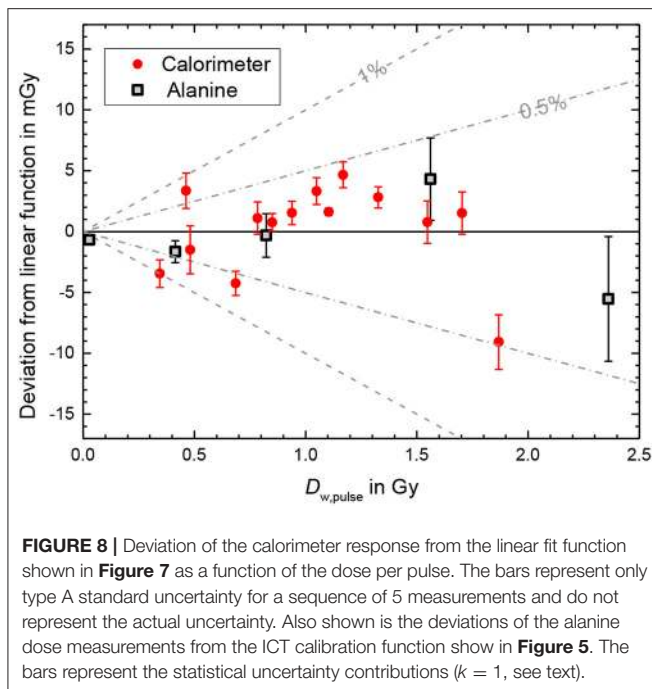 15
10
5
0
-5
-10
-15
Deviation from linear function in mGy
Calorimeter
Alanine
1%
0.5%
0.0
0.5
1.0
1.5
2.0
2.5
D w,pulse in Gy
FIGURE 8 | Deviation of the calorimeter response from the linear fit function
shown in Figure 7 as a function of the dose per pulse. The bars represent only
type A standard uncertainty for a sequence of 5 measurements and do not
represent the actual uncertainty. Also shown is the deviations of the alanine
dose measurements from the ICT calibration function show in Figure 5. The
bars represent the statistical uncertainty contributions (k = 1, see text).